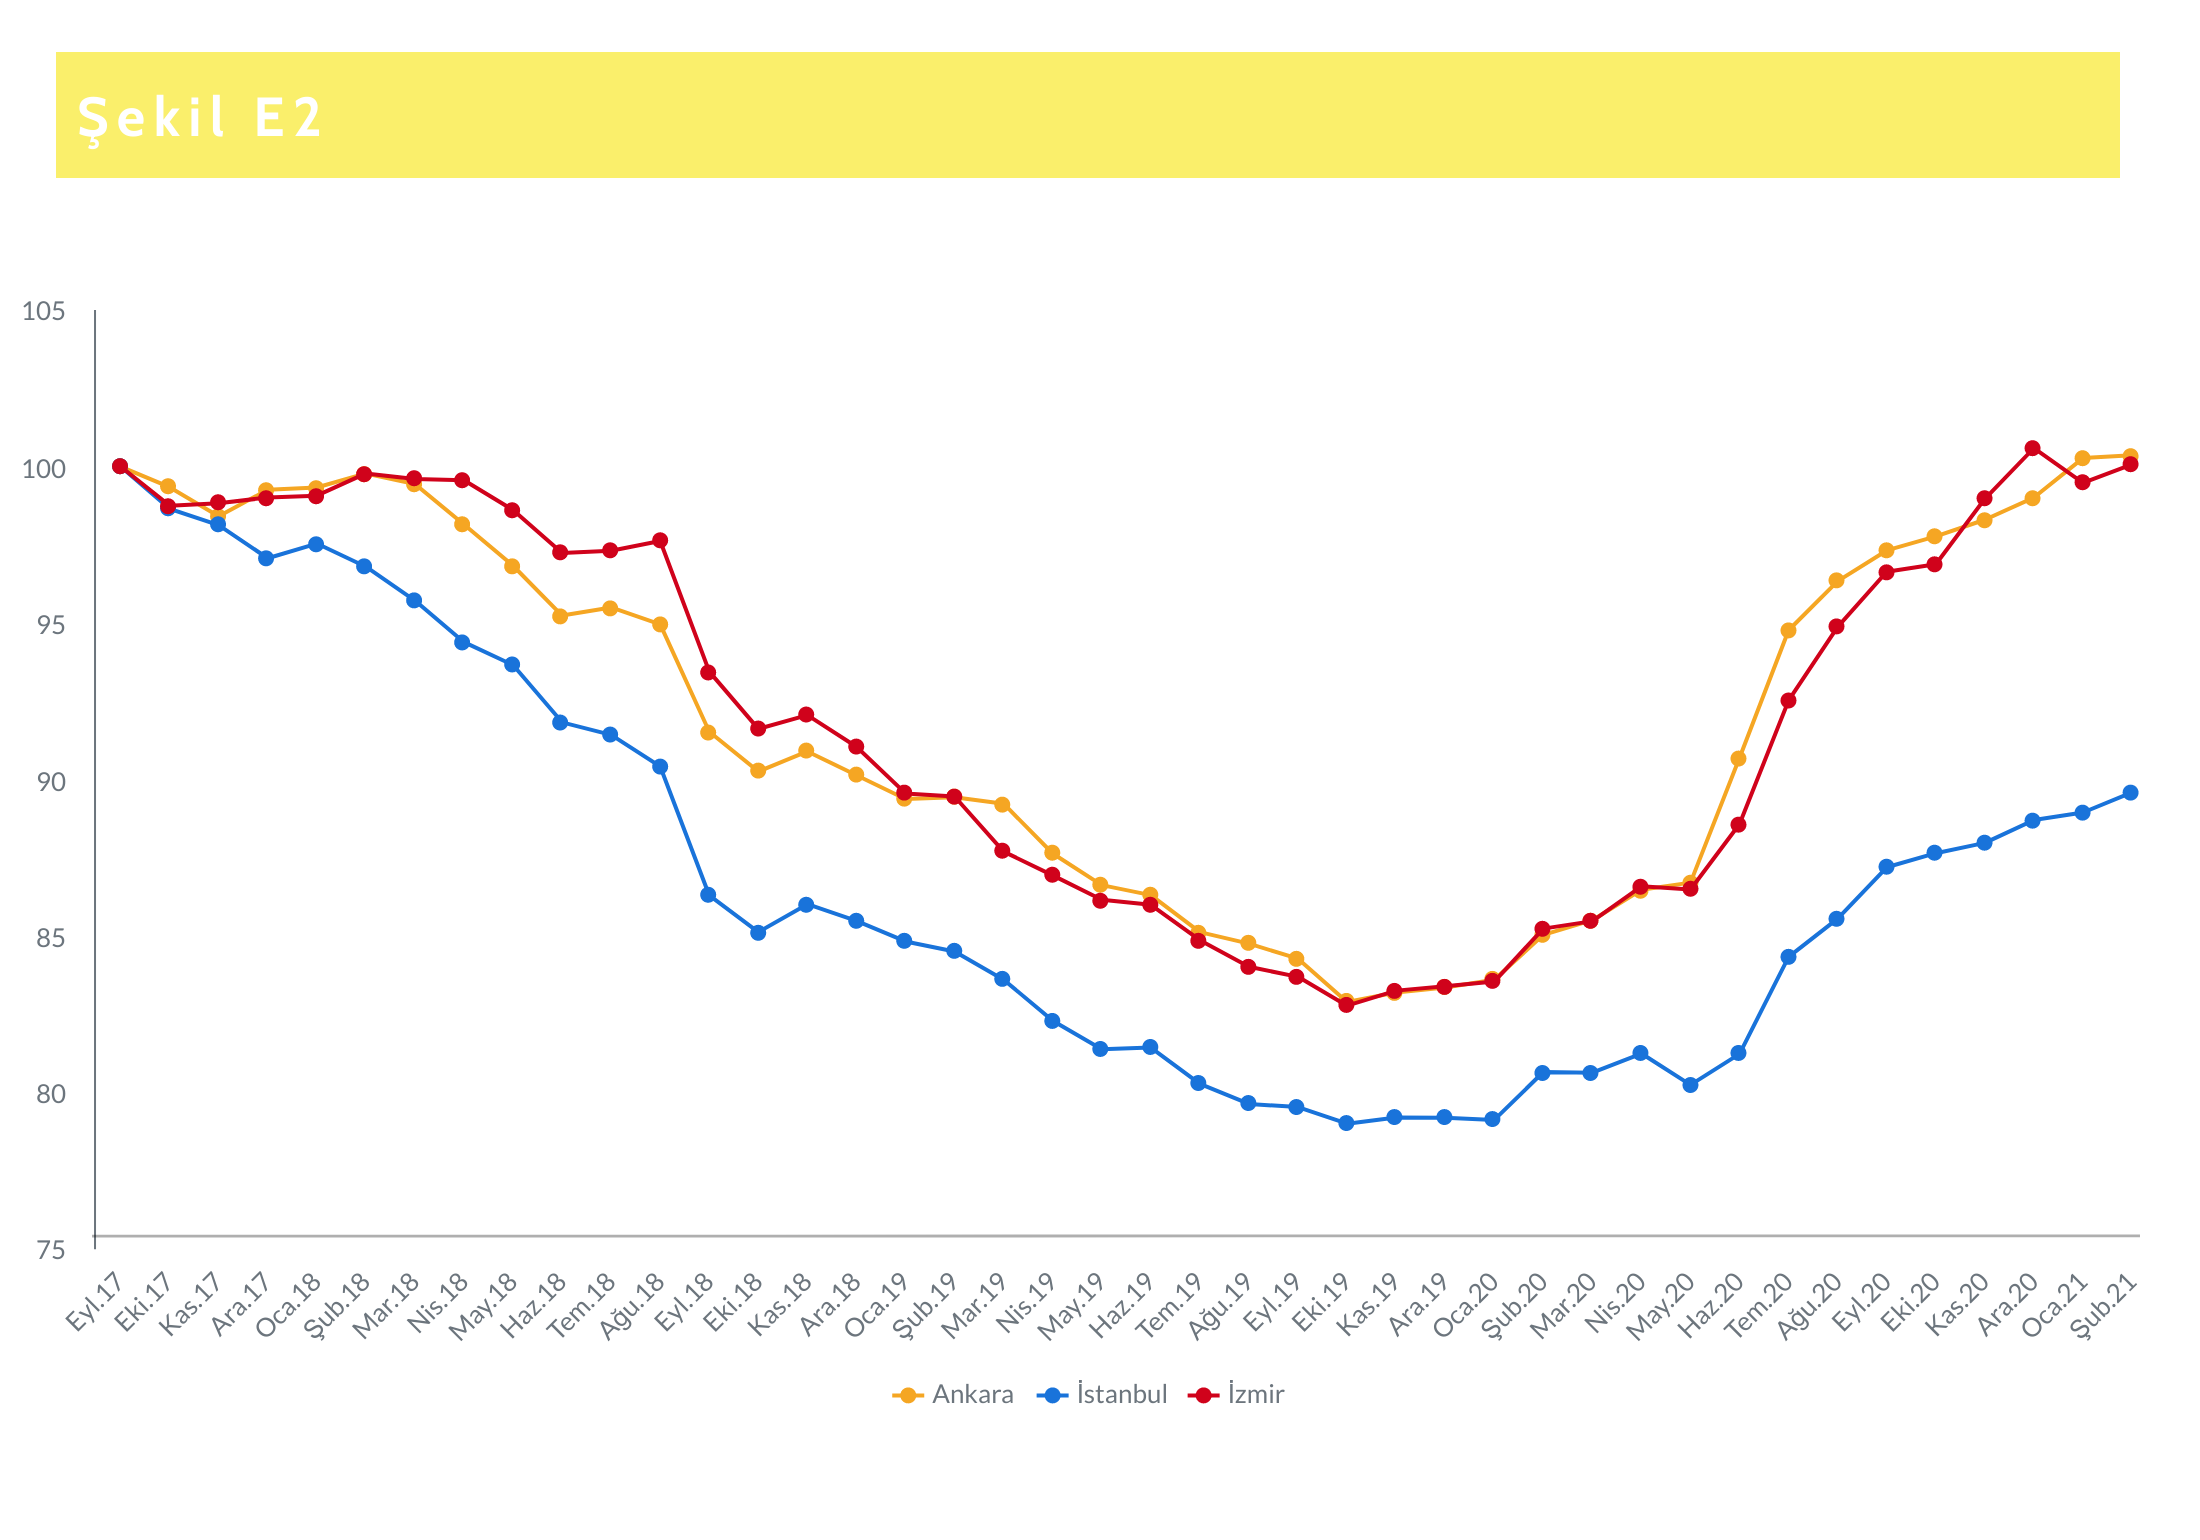 Şekil E2
105
100
95
90
85
80
75
Eyl.17
Eki.17
Kas.17
Ara.17
Oca.18
Şub.18
Mar.18
Nis.18
May.18
Haz.18
Tem.18
Ağu.18
Eyl.18
Eki.18
Kas.18
Ara.18
Oca.19
Şub.19
Mar.19
Nis.19
May.19
Haz.19
Tem.19
Ağu.19
Eyl.19
Eki.19
Kas.19
Ara.19
Oca.20
Şub.20
Mar.20
Nis.20
May.20
Haz.20
Tem.20
Ağu.20
Eyl.20
Eki.20
Kas.20
Ara.20
Oca.21
Şub.21
Ankara İstanbul İzmir